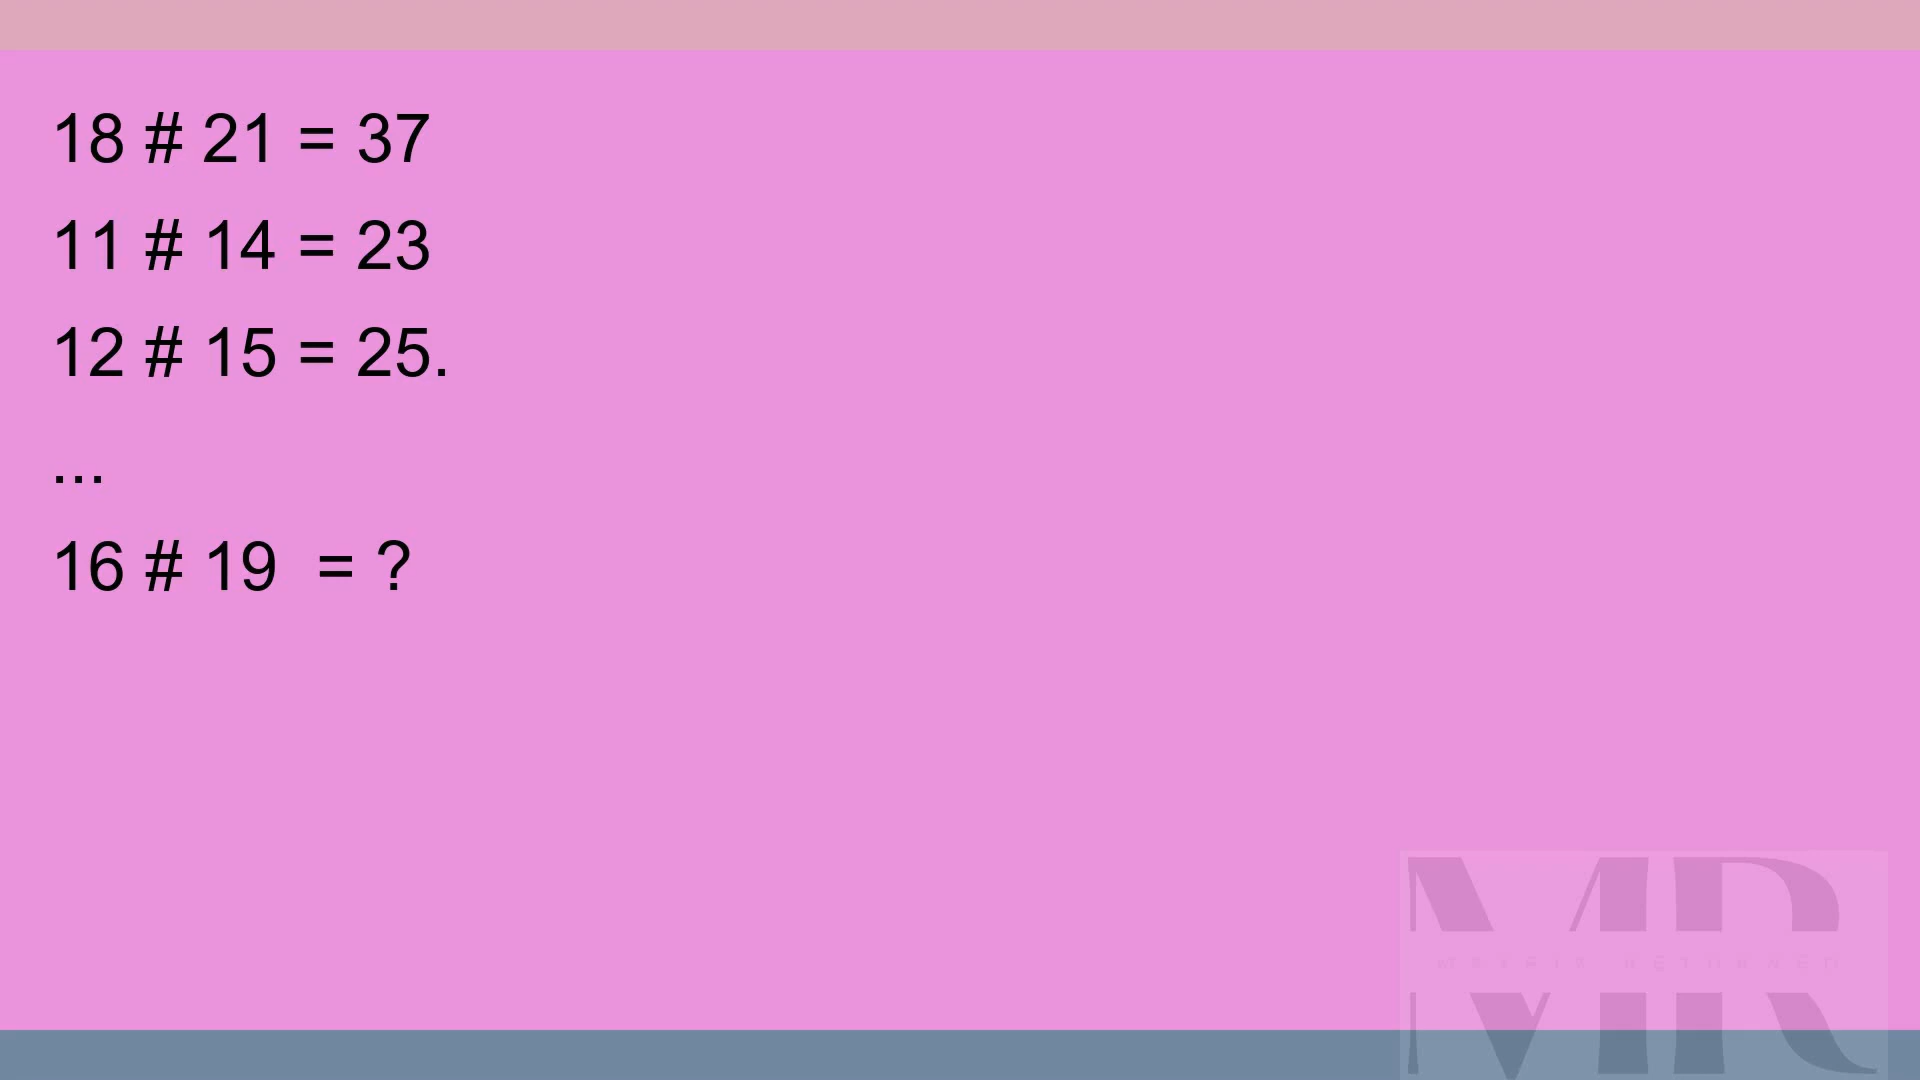 18 # 21 = 37
11 # 14 = 23
12 # 15 = 25.
...
16 # 19  = ?
MR